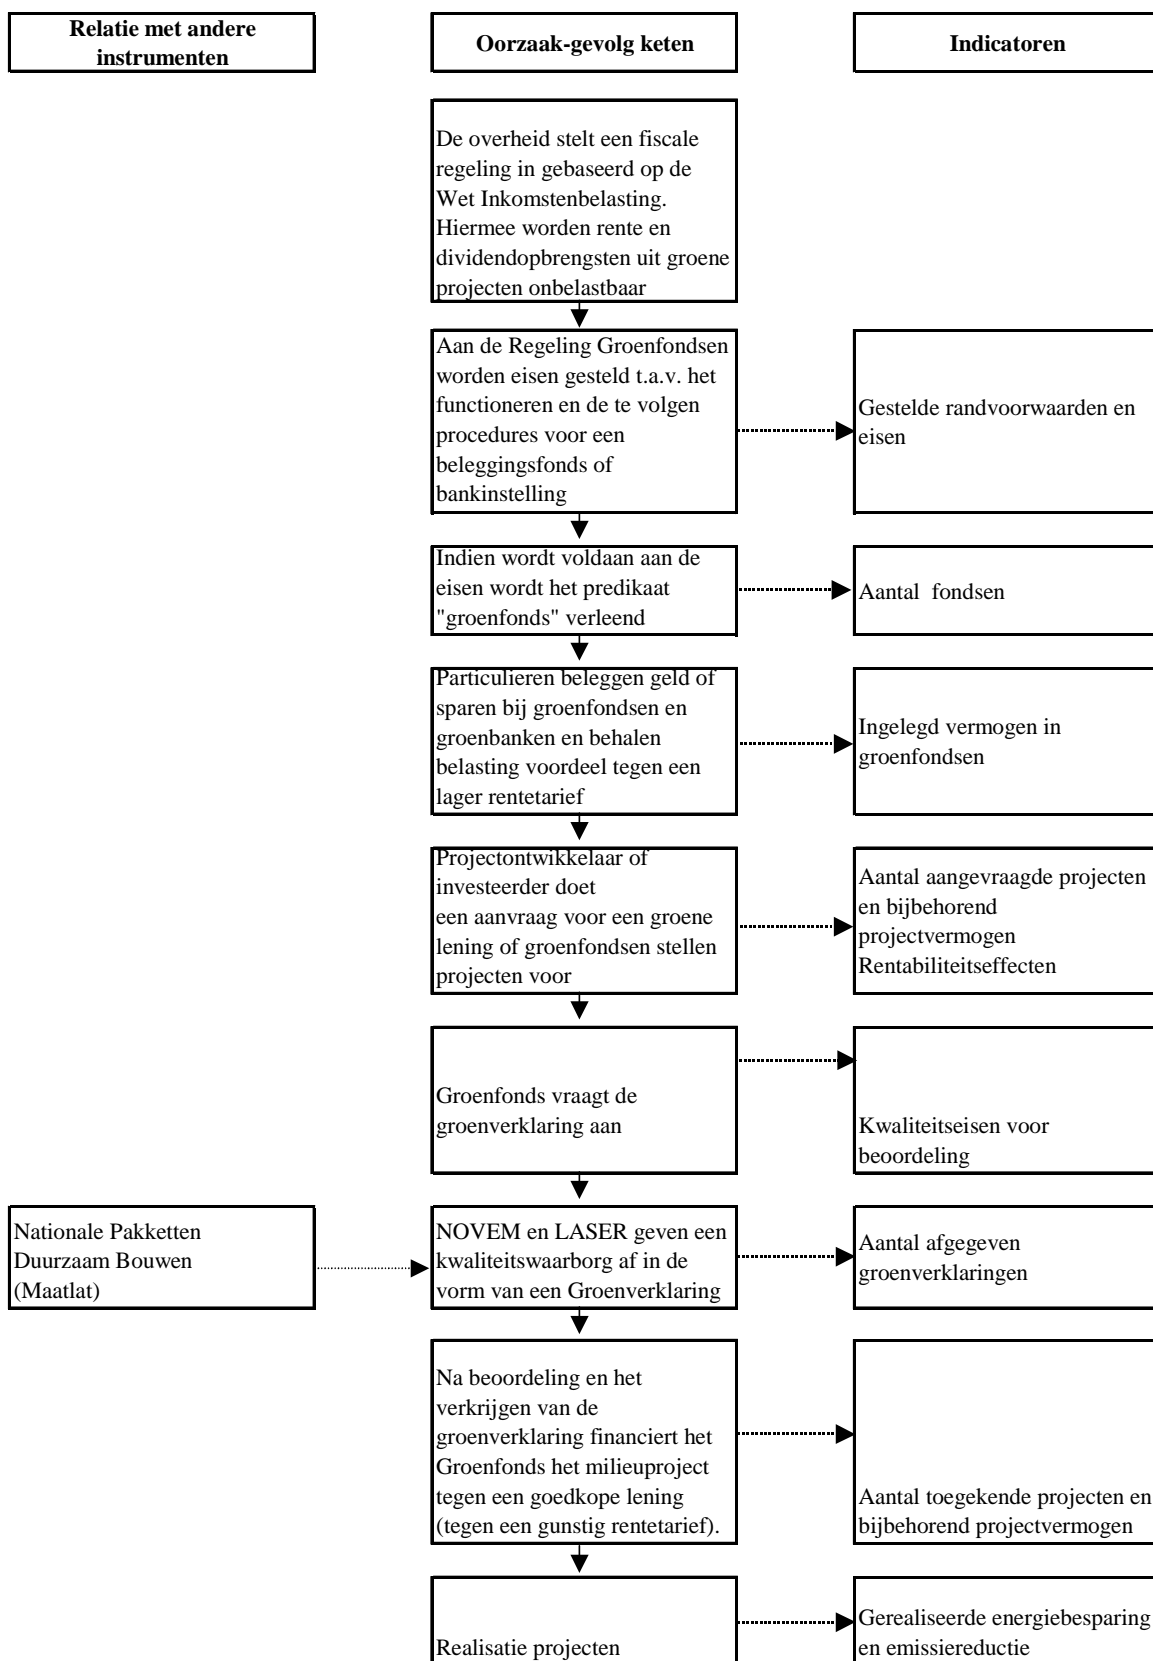 Relatie met andere
instrumenten
Oorzaak-gevolg keten
Indicatoren
De overheid stelt een fiscale
regeling in gebaseerd op de
Wet Inkomstenbelasting.
Hiermee worden rente en
dividendopbrengsten uit groene
projecten onbelastbaar
Aan de Regeling Groenfondsen
worden eisen gesteld t.a.v. het
functioneren en de te volgen
procedures voor een
beleggingsfonds of
bankinstelling
Gestelde randvoorwaarden en
eisen
Indien wordt voldaan aan de
eisen wordt het predikaat
"groenfonds" verleend
Aantal  fondsen
Particulieren beleggen geld of
sparen bij groenfondsen en
groenbanken en behalen
belasting voordeel tegen een
lager rentetarief
Ingelegd vermogen in
groenfondsen
Projectontwikkelaar of
investeerder doet
een aanvraag voor een groene
lening of groenfondsen stellen
projecten voor
Aantal aangevraagde projecten
en bijbehorend
projectvermogen
Rentabiliteitseffecten
Groenfonds vraagt de
groenverklaring aan
Kwaliteitseisen voor
beoordeling
Nationale Pakketten
Duurzaam Bouwen
(Maatlat)
NOVEM en LASER geven een
kwaliteitswaarborg af in de
vorm van een Groenverklaring
Aantal afgegeven
groenverklaringen
Na beoordeling en het
verkrijgen van de
groenverklaring financiert het
Groenfonds het milieuproject
tegen een goedkope lening
(tegen een gunstig rentetarief).
Aantal toegekende projecten en
bijbehorend projectvermogen
Realisatie projecten
Gerealiseerde energiebesparing
en emissiereductie